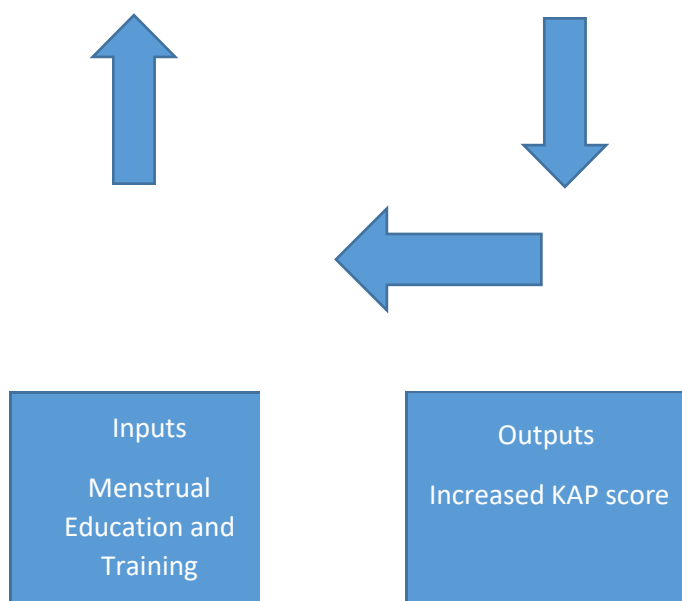 Inputs
Menstrual
Education and
Training
Outputs
Increased KAP score